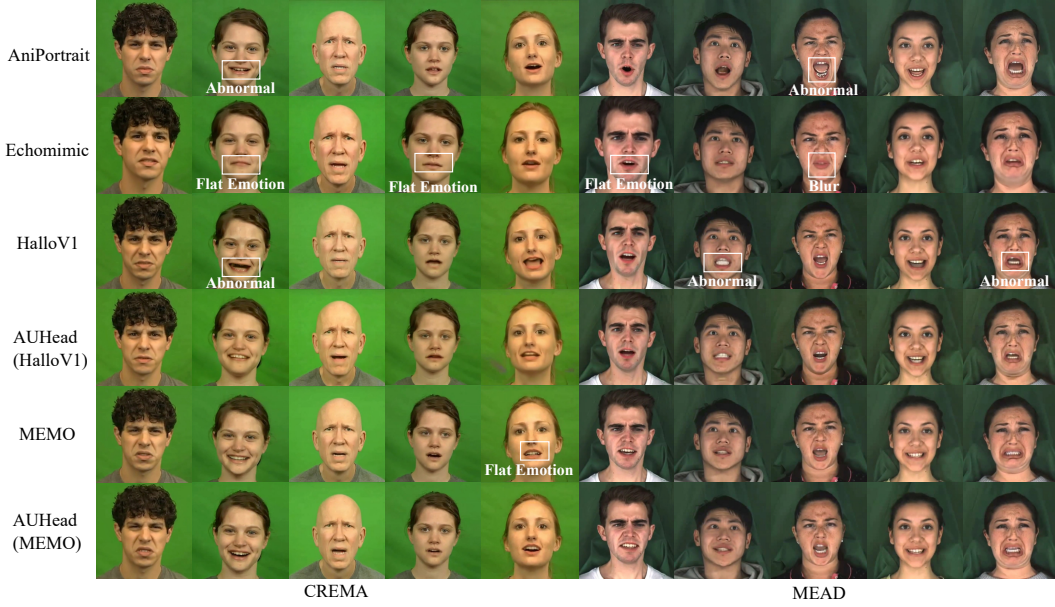 AniPortrait
Abnormal
Abnormal
Echomimic
Flat Emotion
Flat Emotion
Flat Emotion
Blur
HalloV1
Abnormal
Abnormal
Abnormal
AUHead
(HalloV1)
MEMO
Flat Emotion
AUHead
(MEMO)
CREMA
MEAD